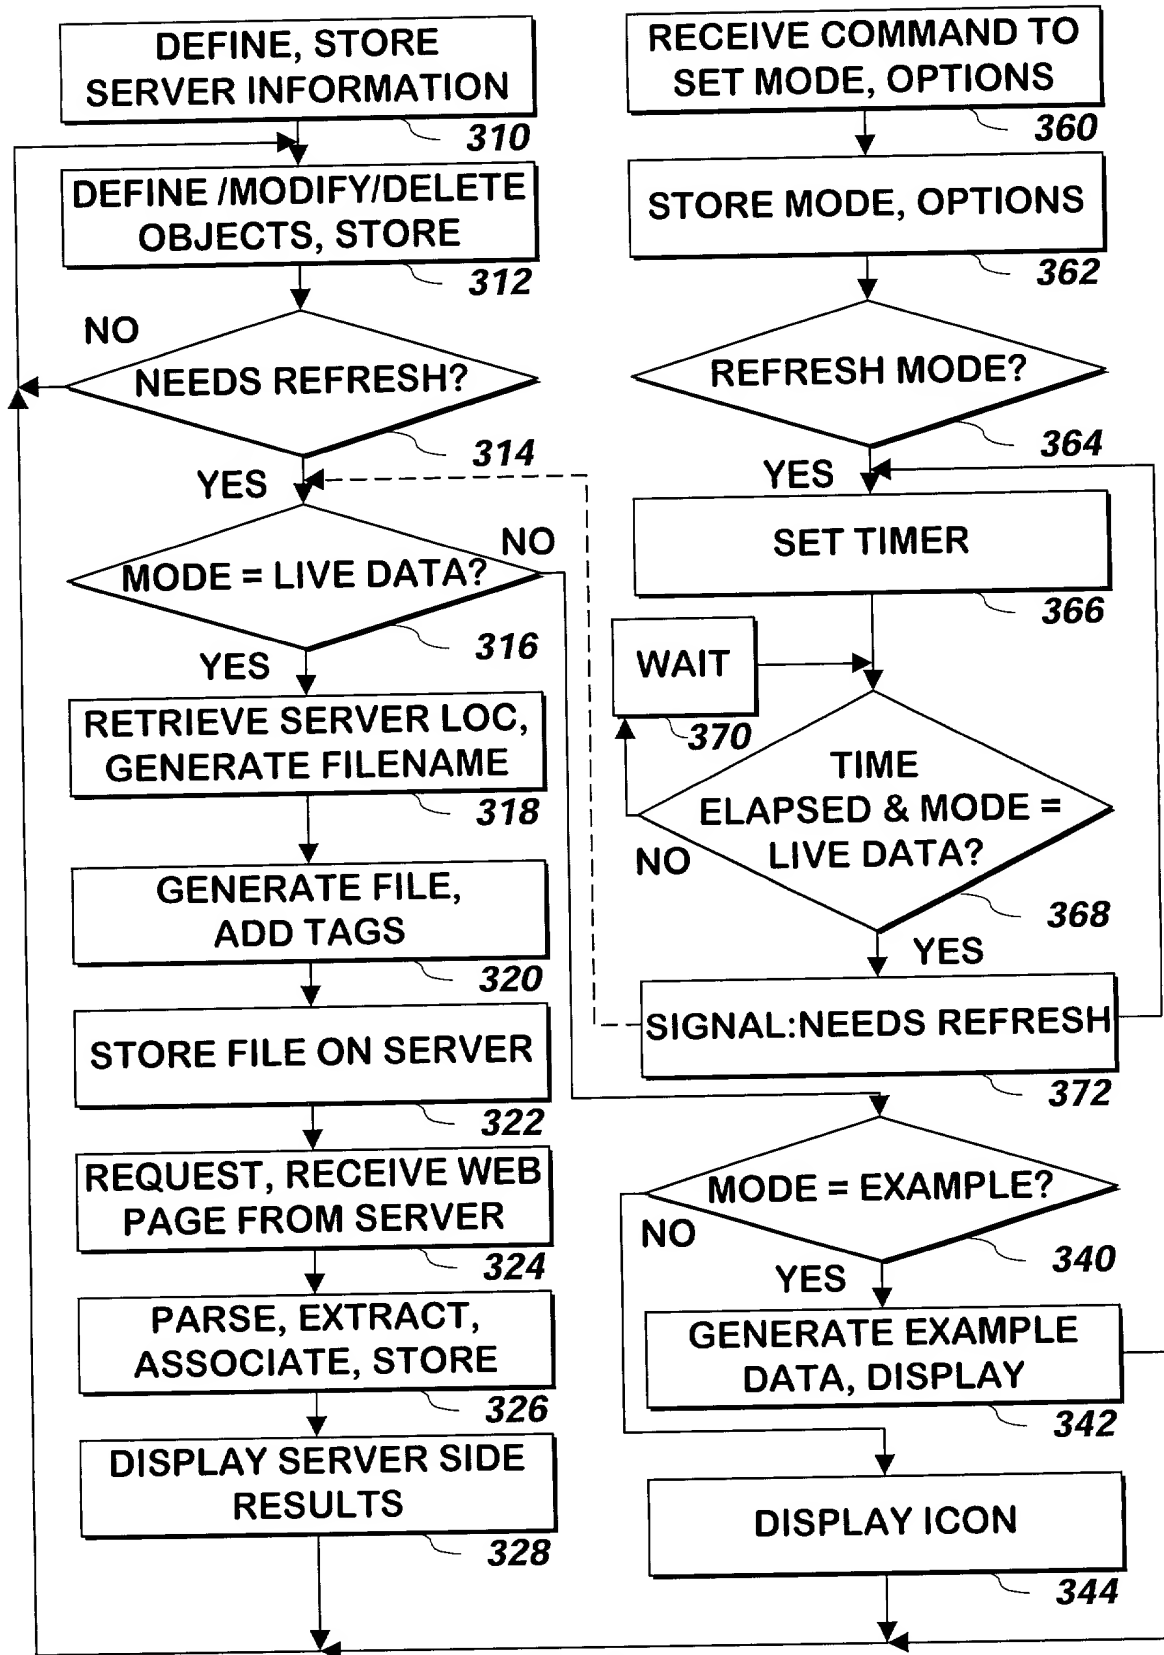 DEFINE, STORE
SERVER INFORMATION
310
DEFINE /MODIFY/DELETE
OBJECTS, STORE
312
NO
NEEDS REFRESH?
314
YES
NO
MODE = LIVE DATA?
316
YES
RETRIEVE SERVER LOC,
GENERATE FILENAME
318
GENERATE FILE,
ADD TAGS
320
STORE FILE ON SERVER
322
REQUEST, RECEIVE WEB
PAGE FROM SERVER
324
PARSE, EXTRACT,
ASSOCIATE, STORE
326
DISPLAY SERVER SIDE
RESULTS
328
RECEIVE COMMAND TO
SET MODE, OPTIONS
360
STORE MODE, OPTIONS
362
REFRESH MODE?
364
YES
SET TIMER
366
WAIT
370
TIME
ELAPSED & MODE =
LIVE DATA?
NO
368
YES
SIGNAL:NEEDS REFRESH
372
MODE = EXAMPLE?
NO
340
YES
GENERATE EXAMPLE
DATA, DISPLAY
342
DISPLAY ICON
344